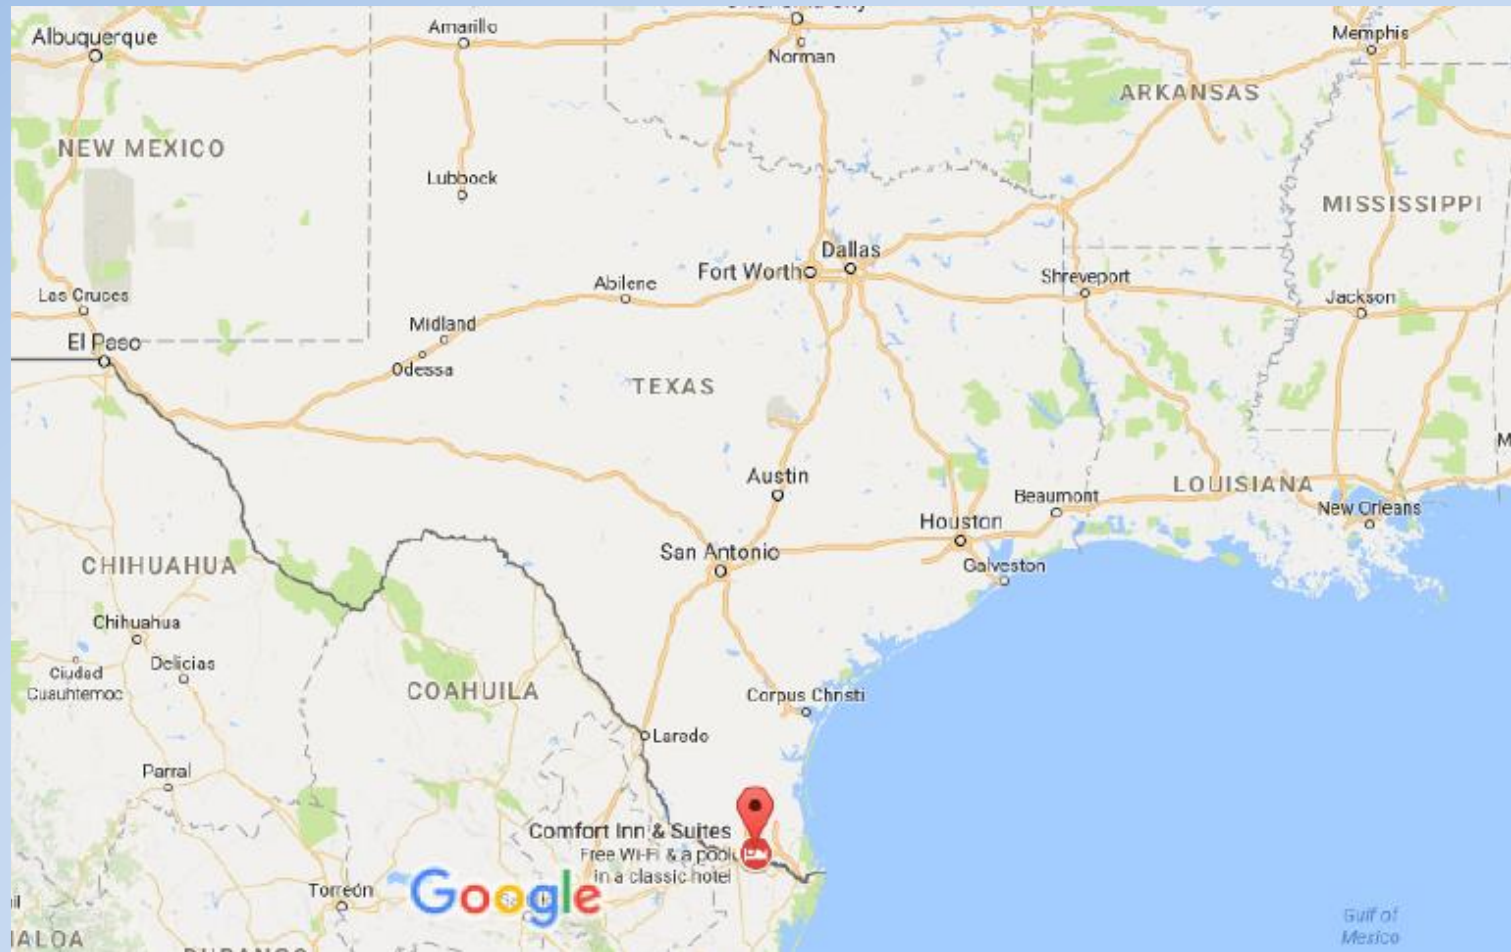 Albuquerque
Amarillo
Norman
Memphis
ARKANSAS
NEW MEXICO
Lubbock
MISSISSIPPI
Dallas
Fort Worth
Shreveport
Abilene
Las Cruces
Jackson
Midland
El Paso
Odessa
TEXAS
Austin
LOUISIANA
Beaumont
New Orleans
Houston
San Antonio
CHIHUAHUA
Galveston
Chihuahua
Delicias
Ciudad
Cuauhtemoc
COAHUILA
Corpus Christi
Laredo
Parral
Comfort Inn & Suites
Free Wi-Fi & a pool
in a classic hotel
Torreón
Google
Gulf of
Mexico